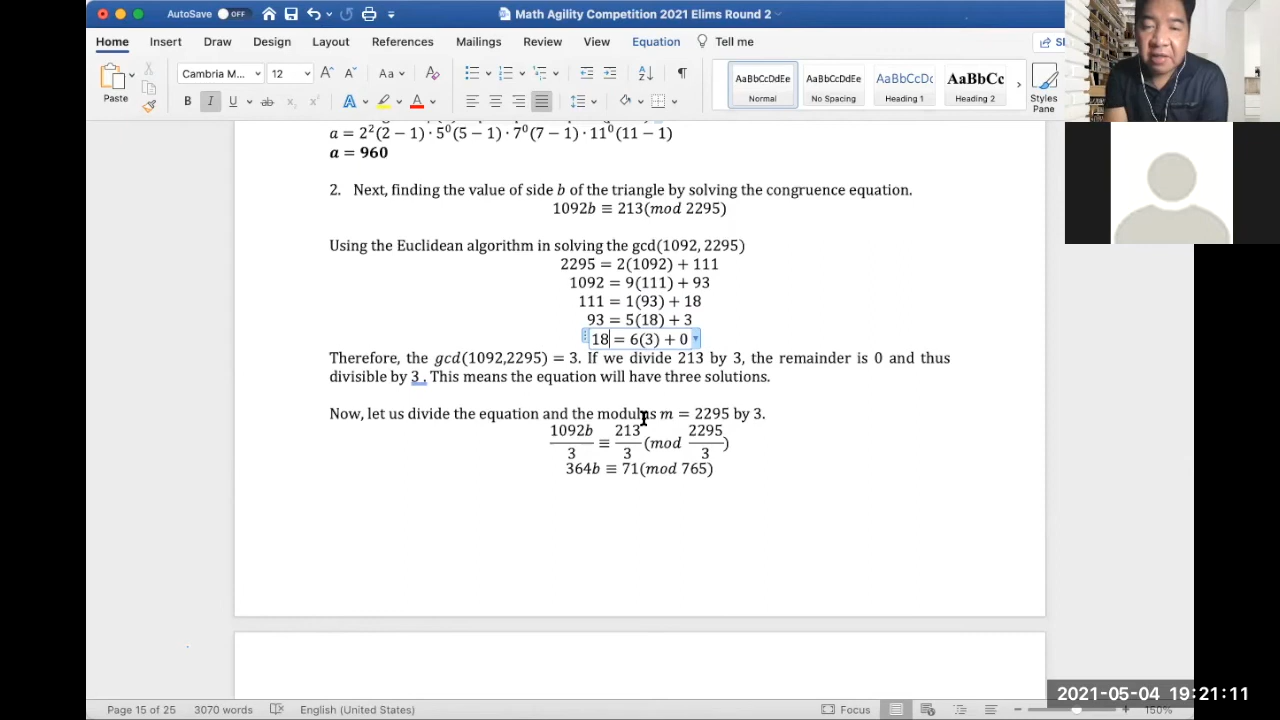 AutoSave OFF
Math Agility Competition 2021 Elims Round 2
Home Insert Draw Design Layout References Mailings Review View Equation Tell me
Paste
Cambria M... 12
AaBbCcDdEe AaBbCcDdEe AaBbCcDc AaBbCc
Normal No Spacing Heading 1 Heading 2
Styles
Pane
a = 2²(2 − 1) · 5⁰(5 − 1) · 7⁰(7 − 1) · 11⁰(11 − 1)
a = 960
2. Next, finding the value of side b of the triangle by solving the congruence equation.
1092b ≡ 213(mod 2295)
Using the Euclidean algorithm in solving the gcd(1092, 2295)
2295 = 2(1092) + 111
1092 = 9(111) + 93
111 = 1(93) + 18
93 = 5(18) + 3
18 = 6(3) + 0
Therefore, the gcd(1092,2295) = 3. If we divide 213 by 3, the remainder is 0 and thus
divisible by 3 . This means the equation will have three solutions.
Now, let us divide the equation and the modulus m = 2295 by 3.
1092b/3 ≡ 213/3 (mod 2295/3)
364b ≡ 71(mod 765)
Page 15 of 25 3070 words English (United States) Focus 150%
2021-05-04 19:21:11